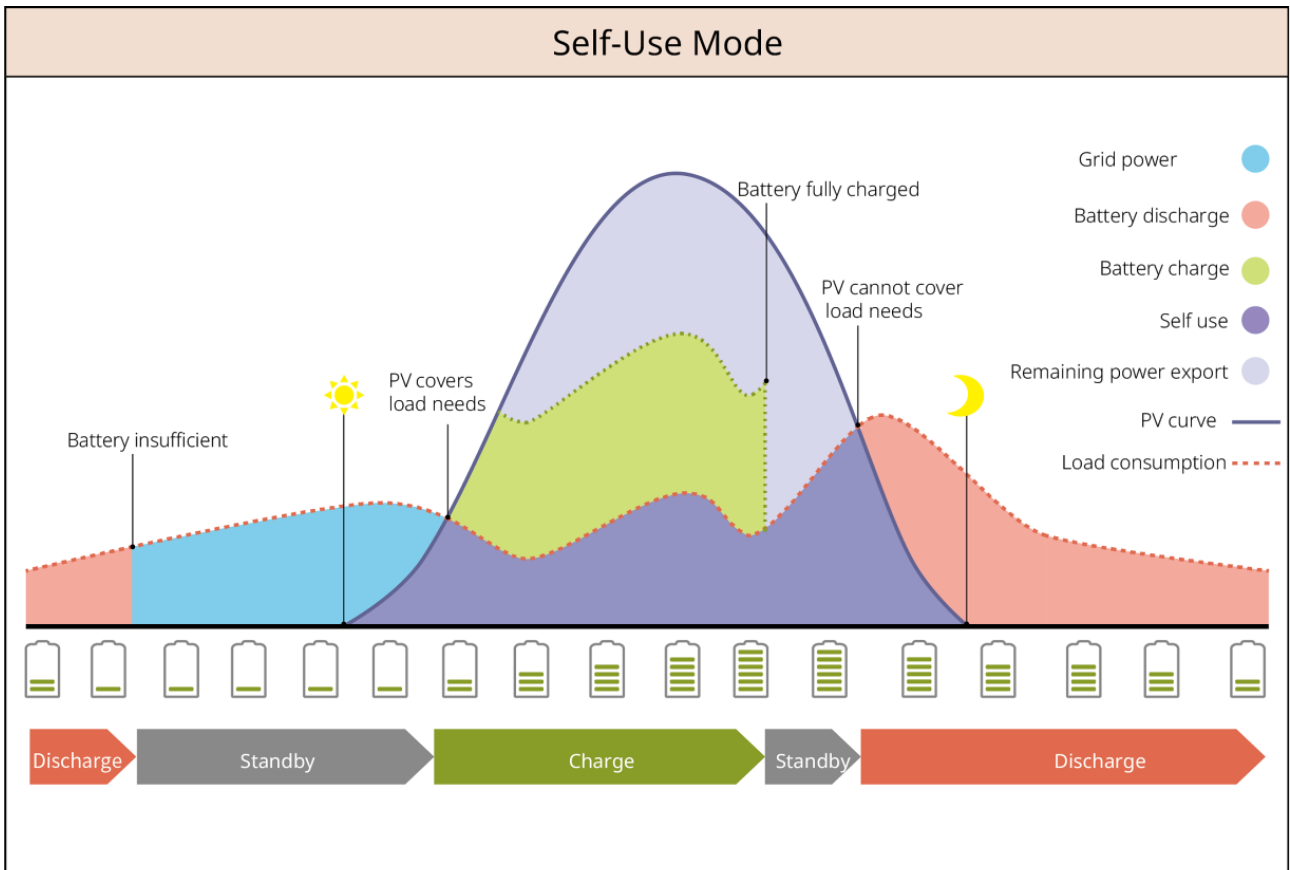 Self-Use Mode
Grid power
Battery fully charged
Battery discharge
Battery charge
PV cannot cover
load needs
Self use
Remaining power export
PV covers
load needs
PV curve
Battery insufficient
Load consumption
Discharge
Standby
Charge
Standby
Discharge